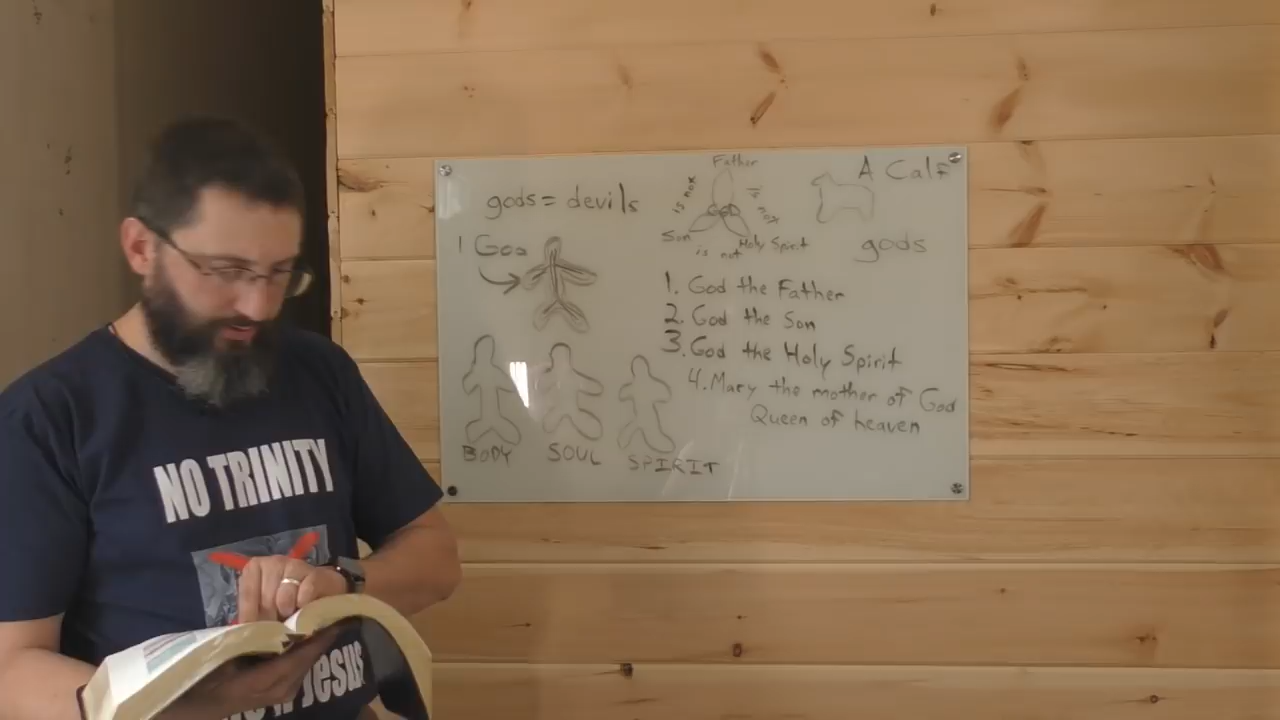 Father
A Calf
gods = devils
is not
is not
1 God
Son
is not
Holy Spirit
gods
1. God the Father
2. God the Son
3. God the Holy Spirit
4. Mary the mother of God
Queen of heaven
BODY
SOUL
SPIRIT
NO TRINITY
Jesus